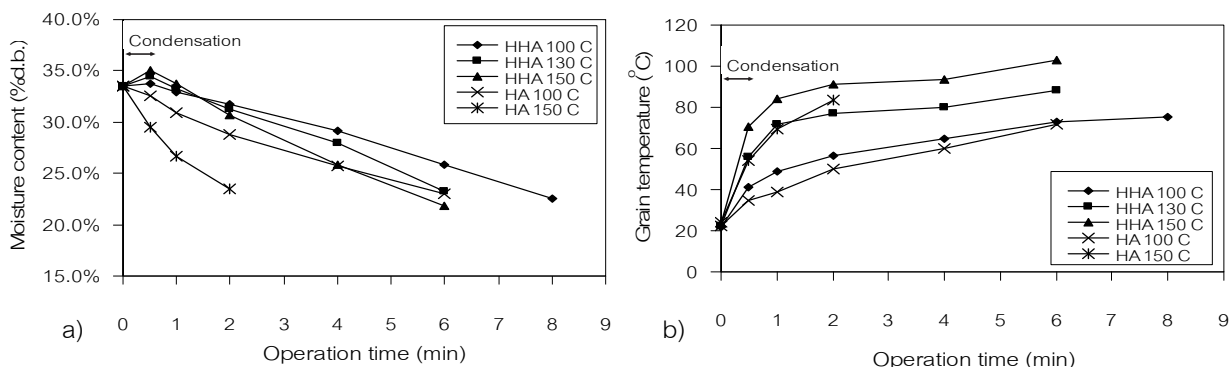 40.0%
35.0%
30.0%
25.0%
20.0%
15.0%
Moisture content (%d.b.)
Condensation
HHA 100 C
HHA 130 C
HHA 150 C
HA 100 C
HA 150 C
0 1 2 3 4 5 6 7 8 9
Operation time (min)
a)
120
100
80
60
40
20
0
Grain temperature (°C)
Condensation
HHA 100 C
HHA 130 C
HHA 150 C
HA 100 C
HA 150 C
0 1 2 3 4 5 6 7 8 9
Operation time (min)
b)